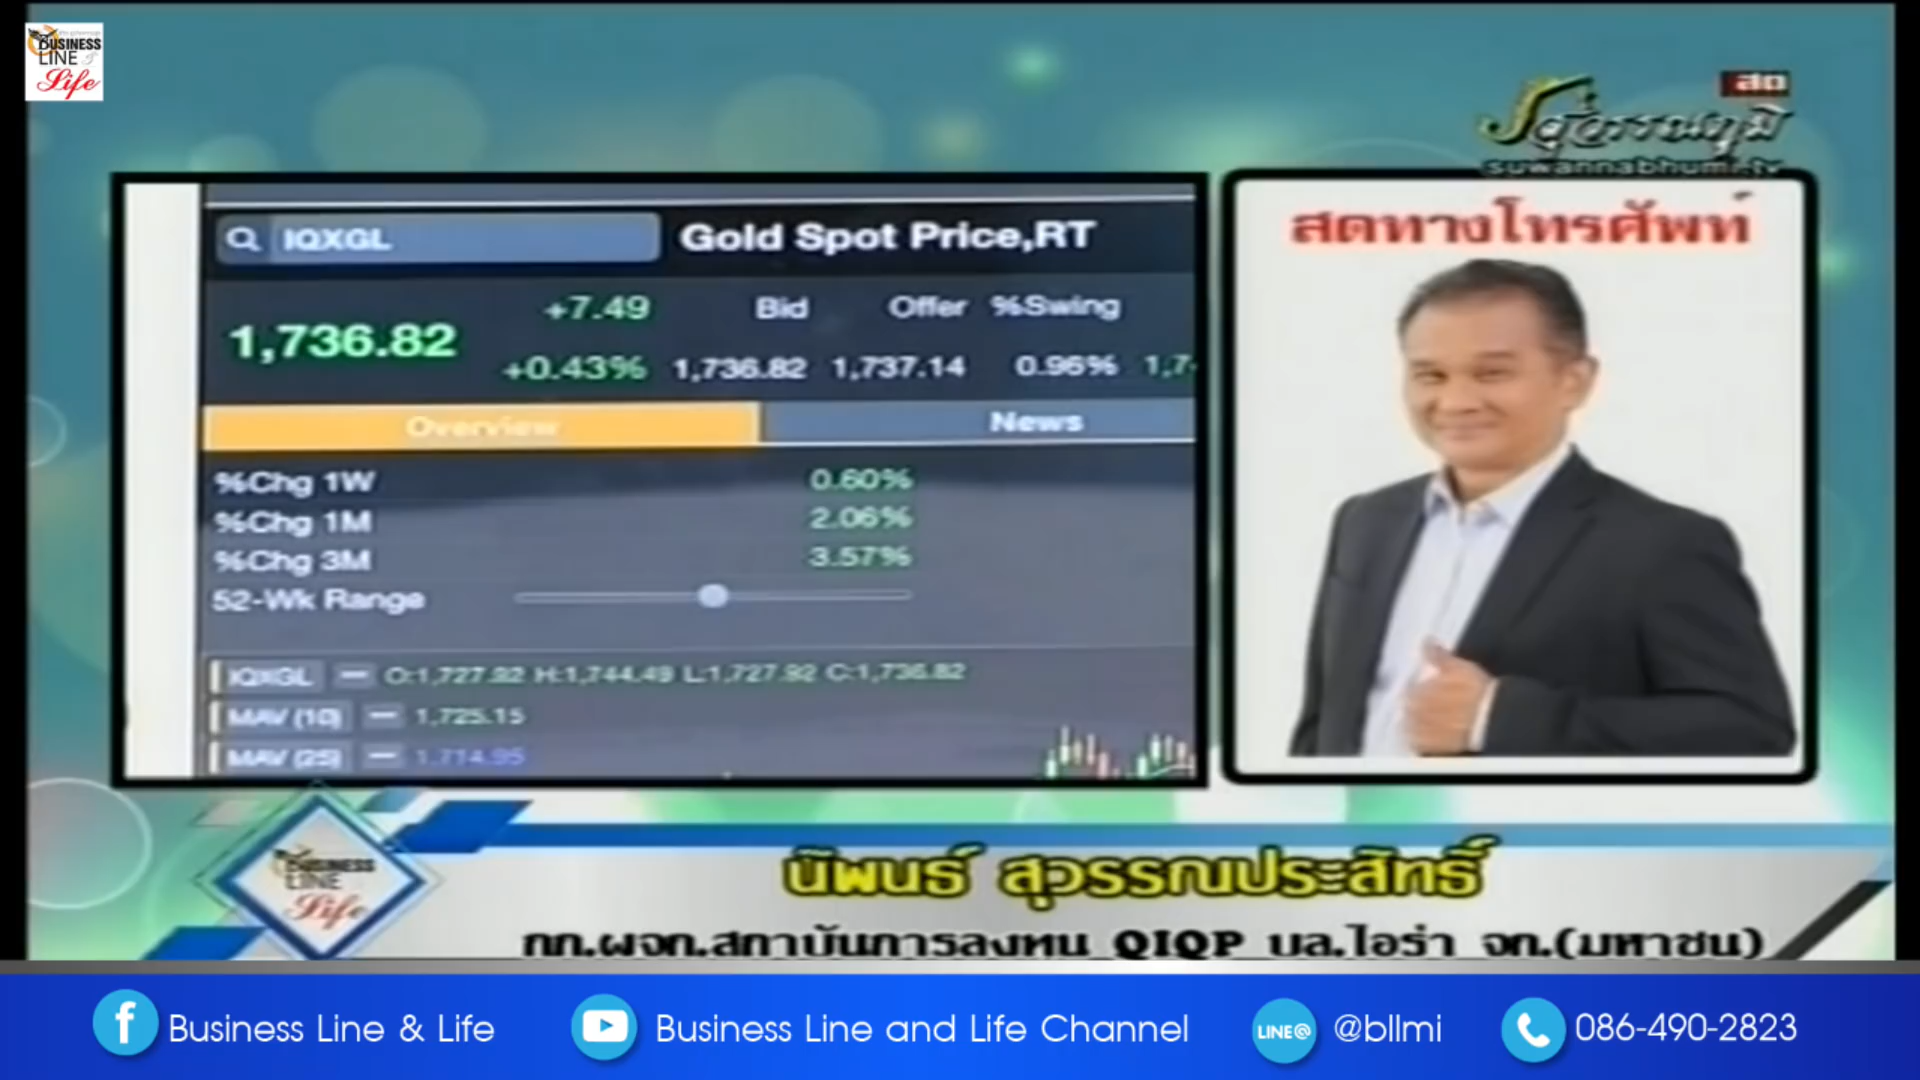 BUSINESS
LINE &
Life
สด
สุวรรณภูมิ
suwannabhumi.tv
IQXGL
Gold Spot Price,RT
1,736.82
+7.49
+0.43%
Bid Offer %Swing
1,736.82 1,737.14 0.96% 1,7
Overview
News
%Chg 1W 0.60%
%Chg 1M 2.06%
%Chg 3M 3.57%
52-Wk Range
IQXGL O:1,727.92 H:1,744.49 L:1,727.92 C:1,736.82
MAV (10) 1,725.15
MAV (25) 1,714.95
สดทางโทรศัพท์
BUSINESS
LINE
Life
นิพนธ์ สุวรรณประสิทธิ์
กก.ผจก.สถาบันการลงทุน QIQP บล.ไอร่า จก.(มหาชน)
Business Line & Life
Business Line and Life Channel
LINE@ @bllmi
086-490-2823